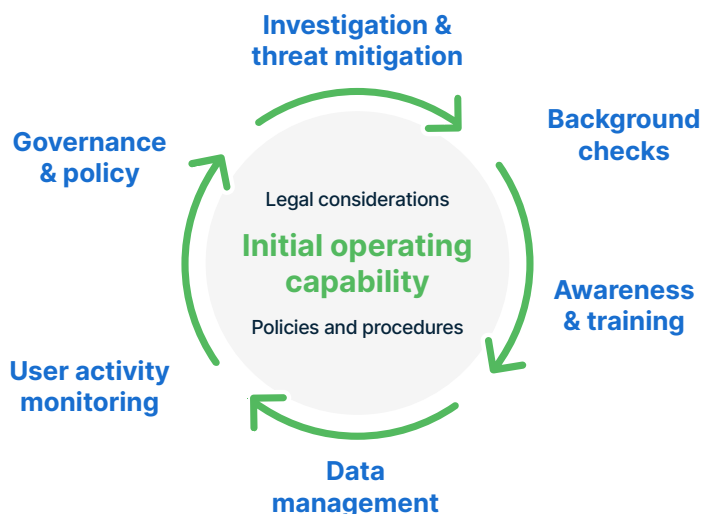 Investigation &
threat mitigation
Background
checks
Governance
& policy
Legal considerations
Initial operating
capability
Policies and procedures
Awareness
& training
User activity
monitoring
Data
management